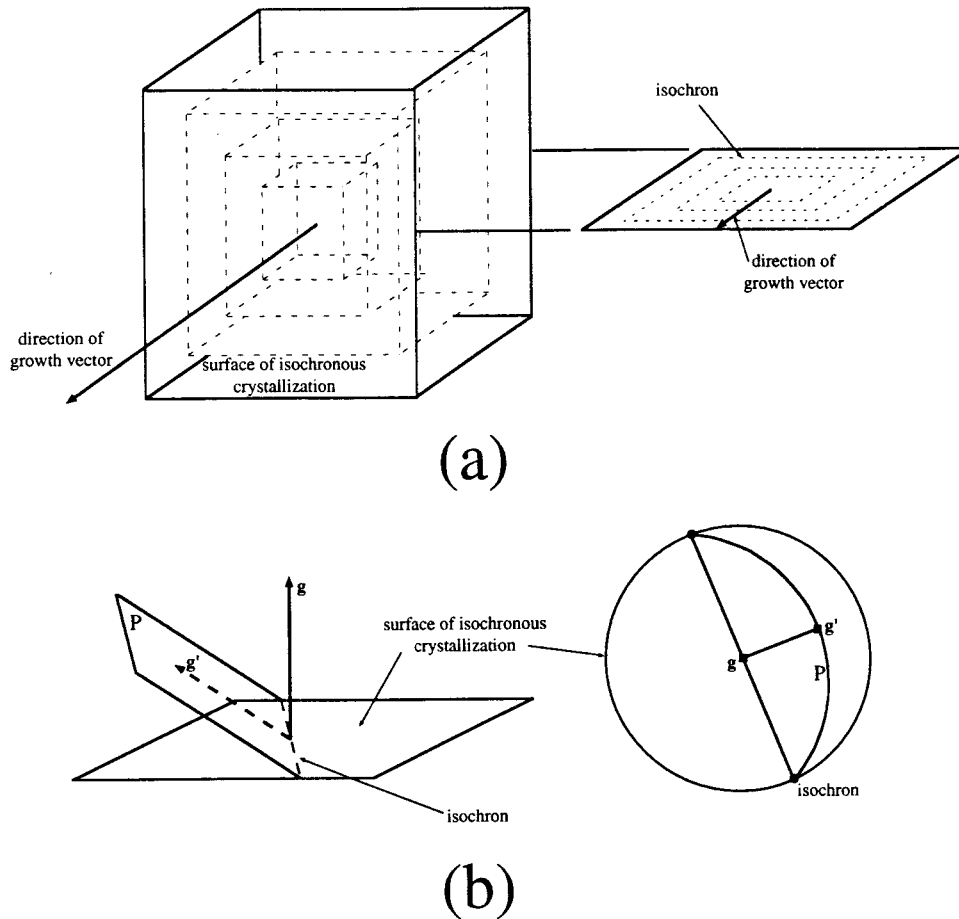 isochron
direction of
growth vector
direction of
growth vector
surface of isochronous
crystallization
(a)
g
P
g'
surface of isochronous
crystallization
g'
g
P
isochron
isochron
(b)